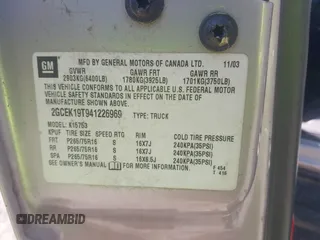 GM
MFD BY GENERAL MOTORS OF CANADA LTD. 11/03
GVWR GAWR FRT GAWR RR
2903KG(6400LB) 1780KG(3925LB) 1701KG(3750LB)
THIS VEHICLE CONFORMS TO ALL APPLICABLE U.S. FEDERAL MOTOR
VEHICLE SAFETY STANDARDS IN EFFECT ON THE DATE OF
MANUFACTURE SHOWN ABOVE.
2GCEK19T941226969 TYPE: TRUCK
MODEL: K15753
KPU TIRE SIZE SPEED RTG RIM COLD TIRE PRESSURE
FRT P265/75R16 S 16X7J 240KPA(35PSI)
RR P265/75R16 S 16X7J 240KPA(35PSI)
SPA P265/75R16 S 16X6.5J 240KPA(35PSI)
SEE OWNER'S MANUAL FOR MORE INFORMATION.
DREAMBID